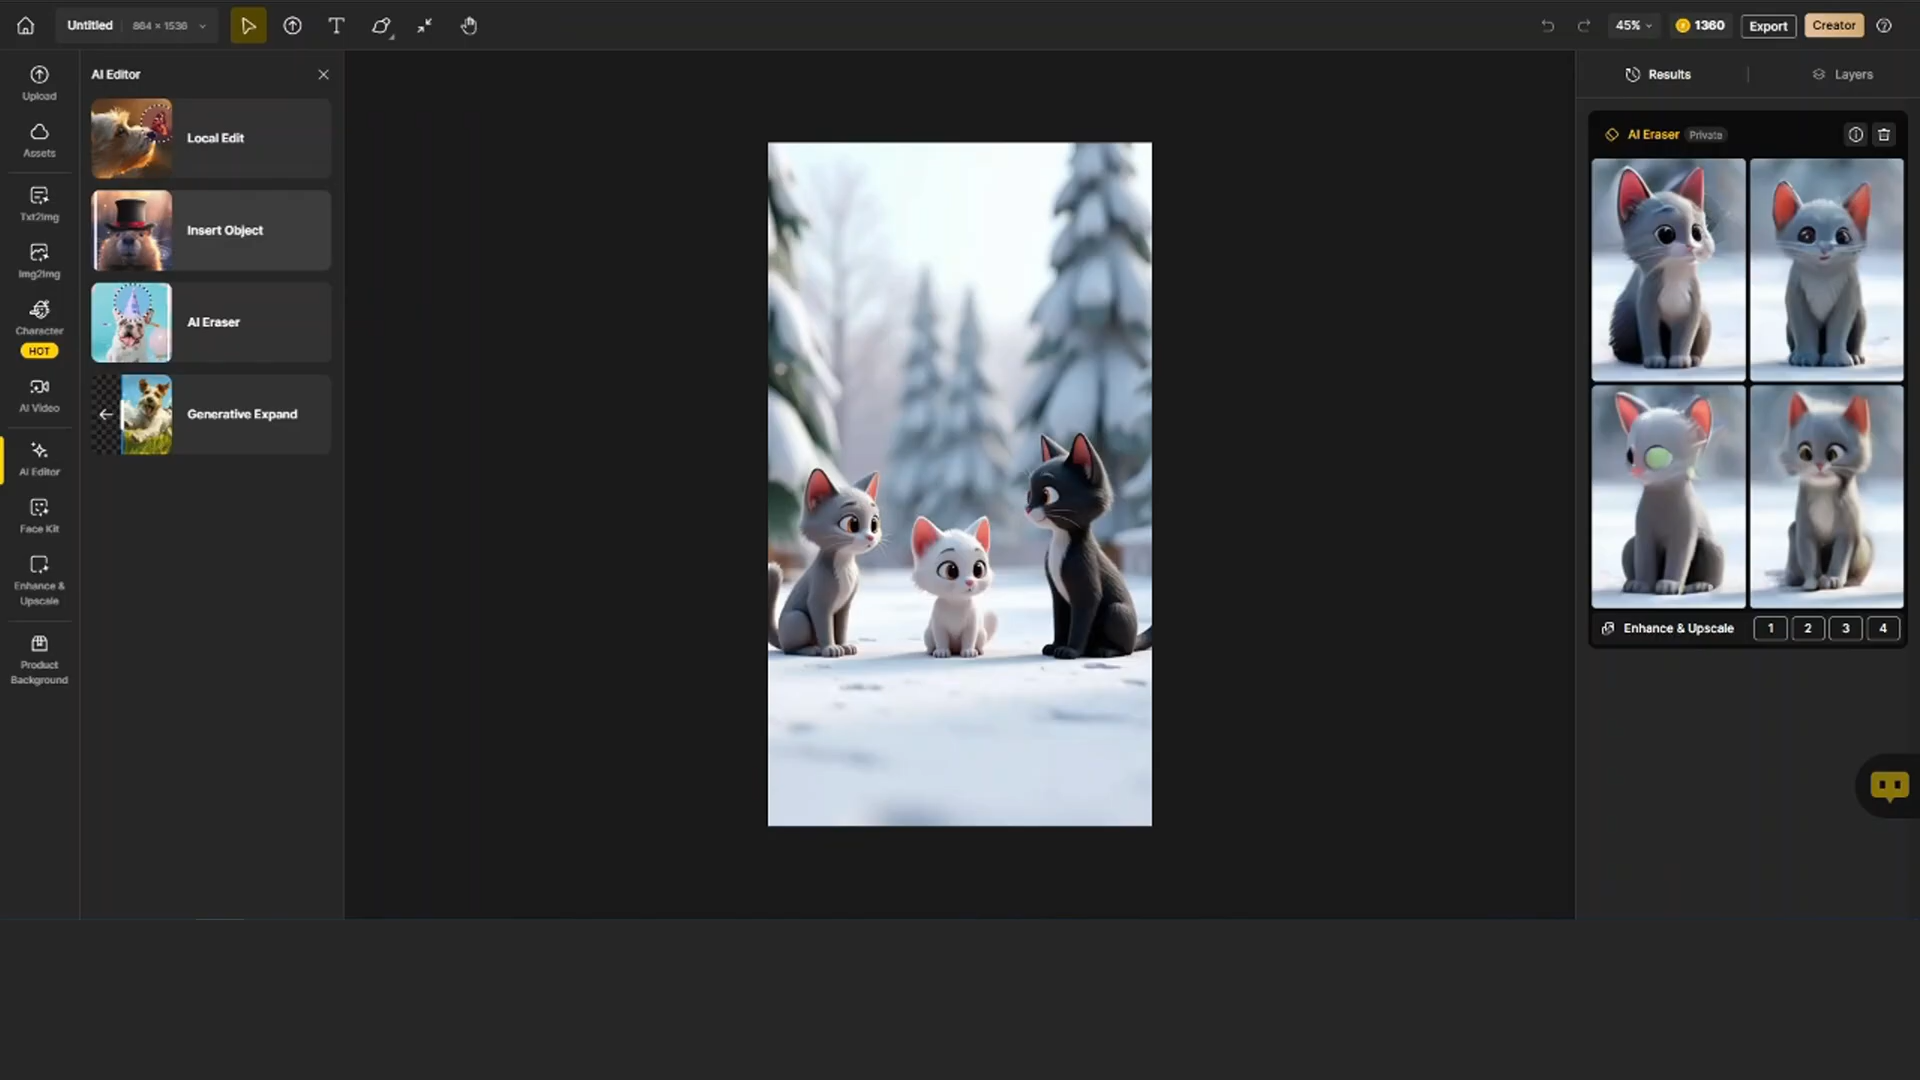 Untitled 864 × 1536
45%
1360
Export
Creator
Upload
Assets
Txt2Img
Img2Img
Character
HOT
AI Video
AI Editor
Face Kit
Enhance &
Upscale
Product
Background
AI Editor
Local Edit
Insert Object
AI Eraser
Generative Expand
Results
Layers
AI Eraser Private
Enhance & Upscale 1 2 3 4